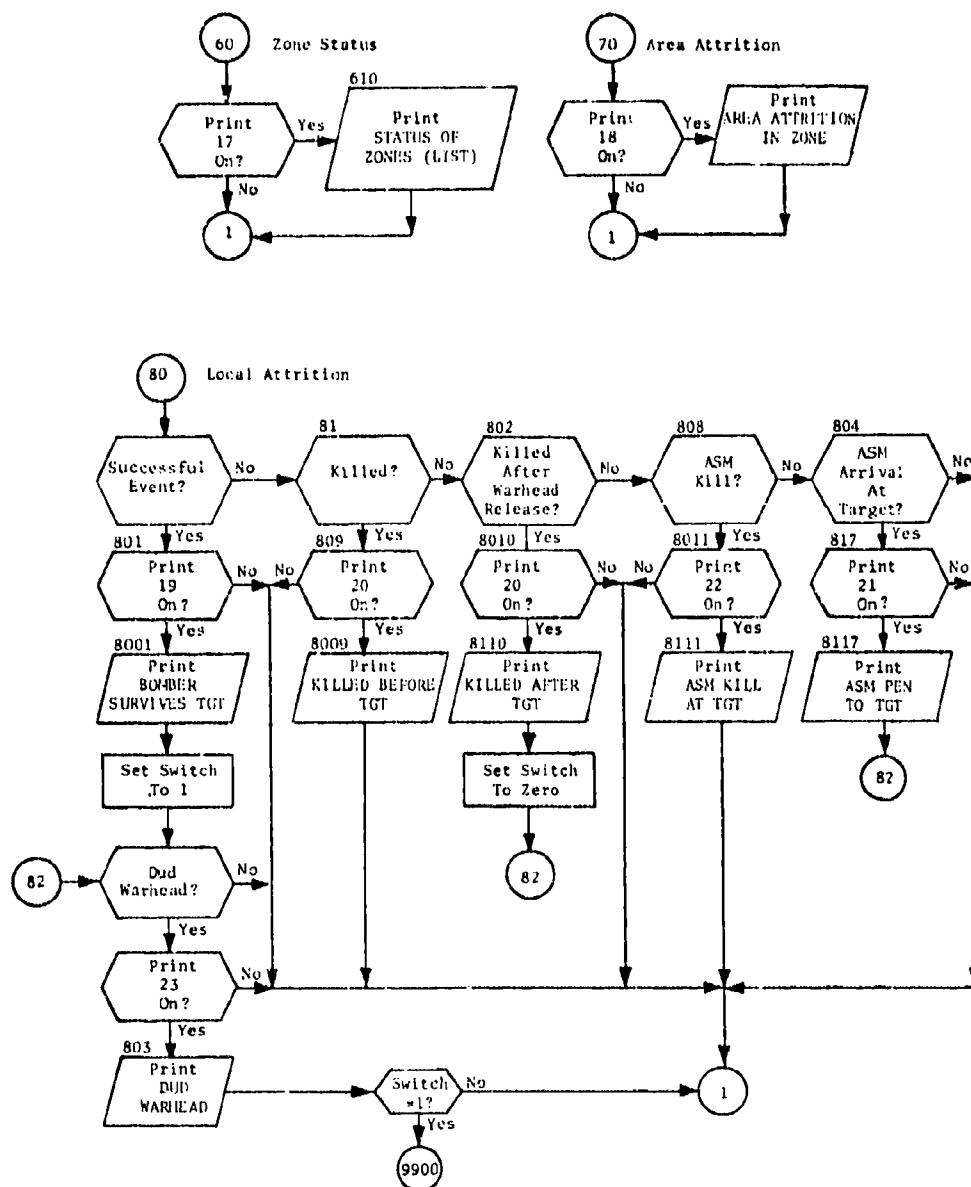 60 Zone Status
70 Area Attrition
610
Print
17
On?
Yes
Print
STATUS OF
ZONES (LIST)
No
1
Print
18
On?
Yes
Print
AREA ATTRITION
IN ZONE
No
1
80 Local Attrition
Successful
Event?
No
Yes
81
Killed?
No
Yes
802
Killed
After
Warhead
Release?
No
Yes
808
ASM
Kill?
No
Yes
804
ASM
Arrival
At
Target?
No
Yes
801
Print
19
On?
No
Yes
809
Print
20
On?
No
Yes
8010
Print
20
On?
No
Yes
8011
Print
22
On?
No
Yes
817
Print
21
On?
No
Yes
8001
Print
BOMBER
SURVIVES TGT
8009
Print
KILLED BEFORE
TGT
8110
Print
KILLED AFTER
TGT
8111
Print
ASM KILL
AT TGT
8117
Print
ASM PEN
TO TGT
Set Switch
To 1
Set Switch
To Zero
82
82
82
Dud
Warhead?
No
Yes
Print
23
On?
No
Yes
803
Print
DUD
WARHEAD
Switch
=1?
No
Yes
1
9900